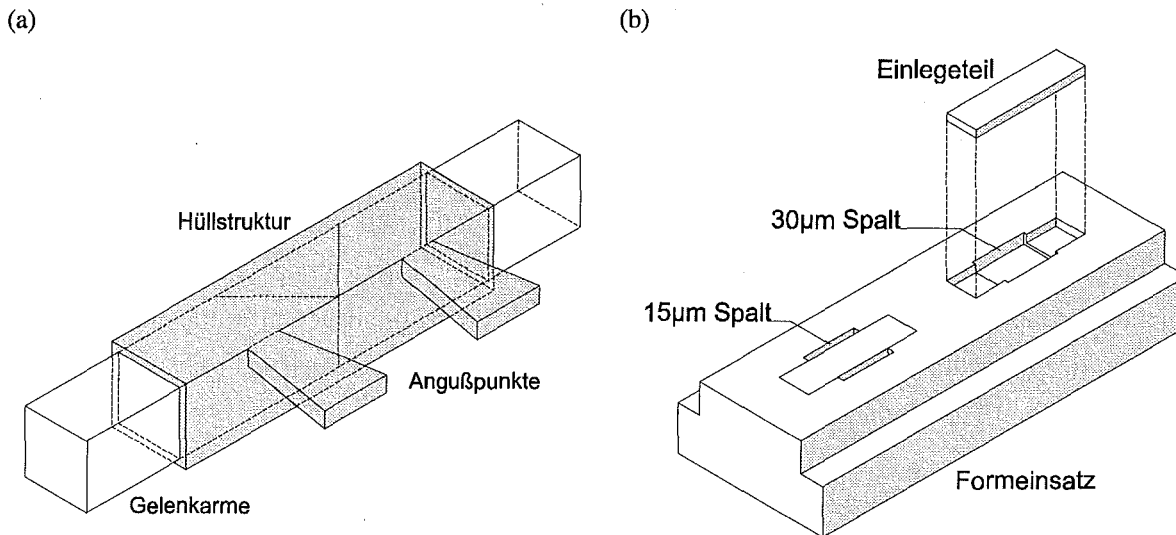 (a)
(b)
Einlegeteil
Hüllstruktur
30µm Spalt
15µm Spalt
Angußpunkte
Gelenkarme
Formeinsatz